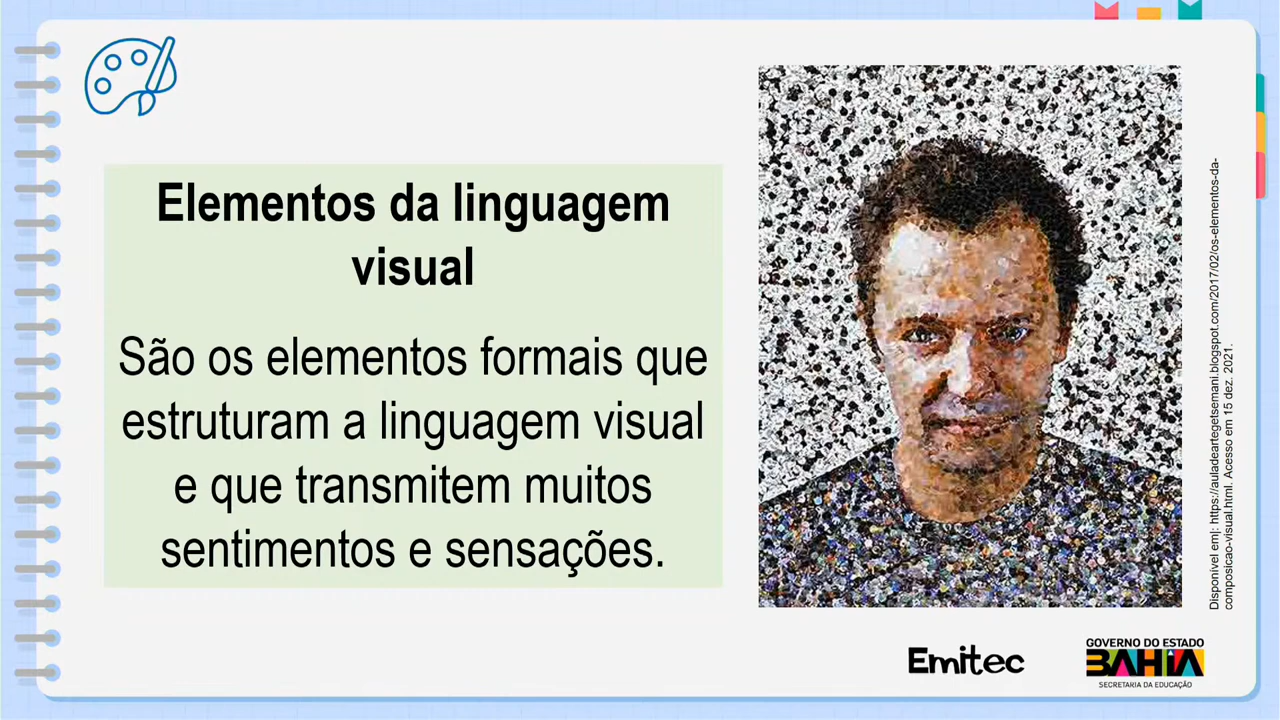 Elementos da linguagem
visual
São os elementos formais que
estruturam a linguagem visual
e que transmitem muitos
sentimentos e sensações.
Disponível em|: https://auladeartegetsemani.blogspot.com/2017/02/os-elementos-da-
composicao-visual.html. Acesso em 15 dez. 2021.
Emitec
GOVERNO DO ESTADO
BAHIA
SECRETARIA DA EDUCAÇÃO